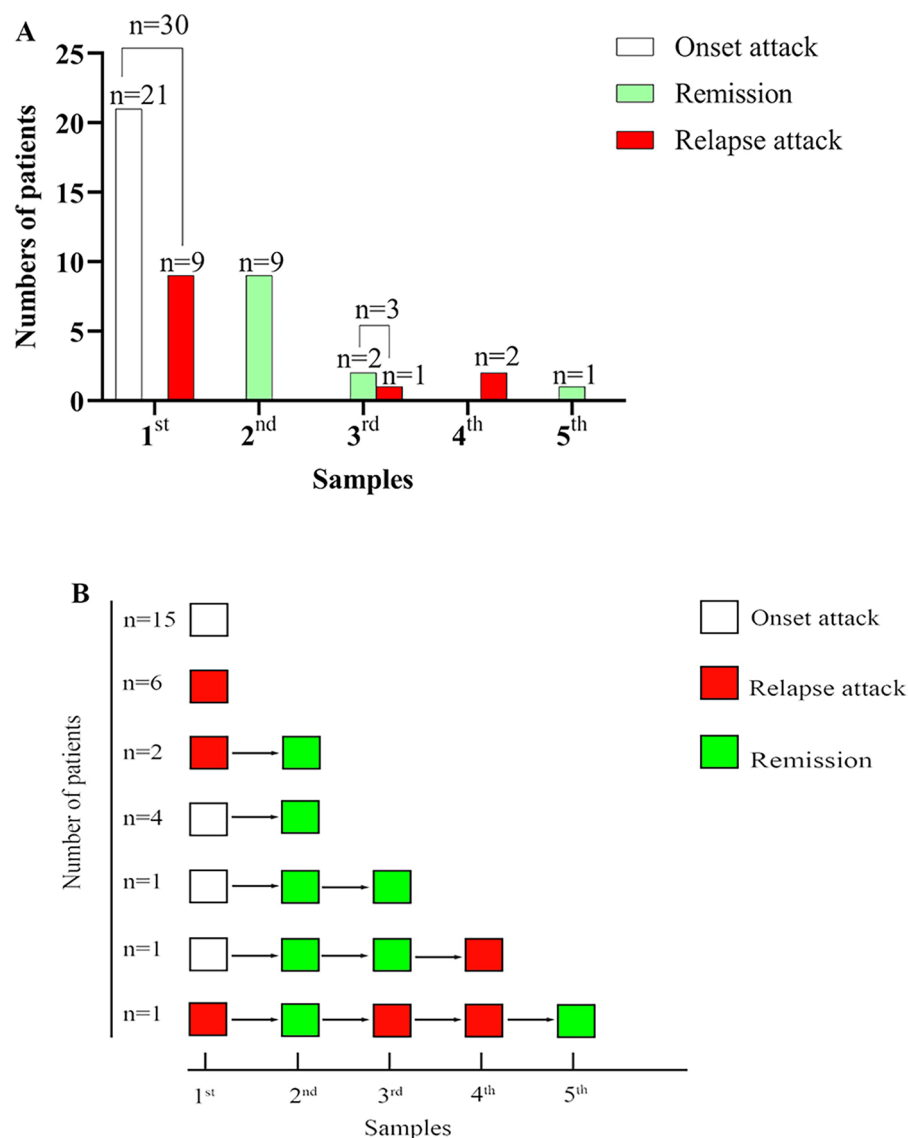 A
n=30
Onset attack
Remission
Relapse attack
Numbers of patients
25
20
15
10
5
0
n=21
n=9
n=9
n=3
n=2
n=1
n=2
n=1
1st
2nd
3rd
4th
5th
Samples
B
Number of patients
n=15
n=6
n=2
n=4
n=1
n=1
n=1
Onset attack
Relapse attack
Remission
1st
2nd
3rd
4th
5th
Samples